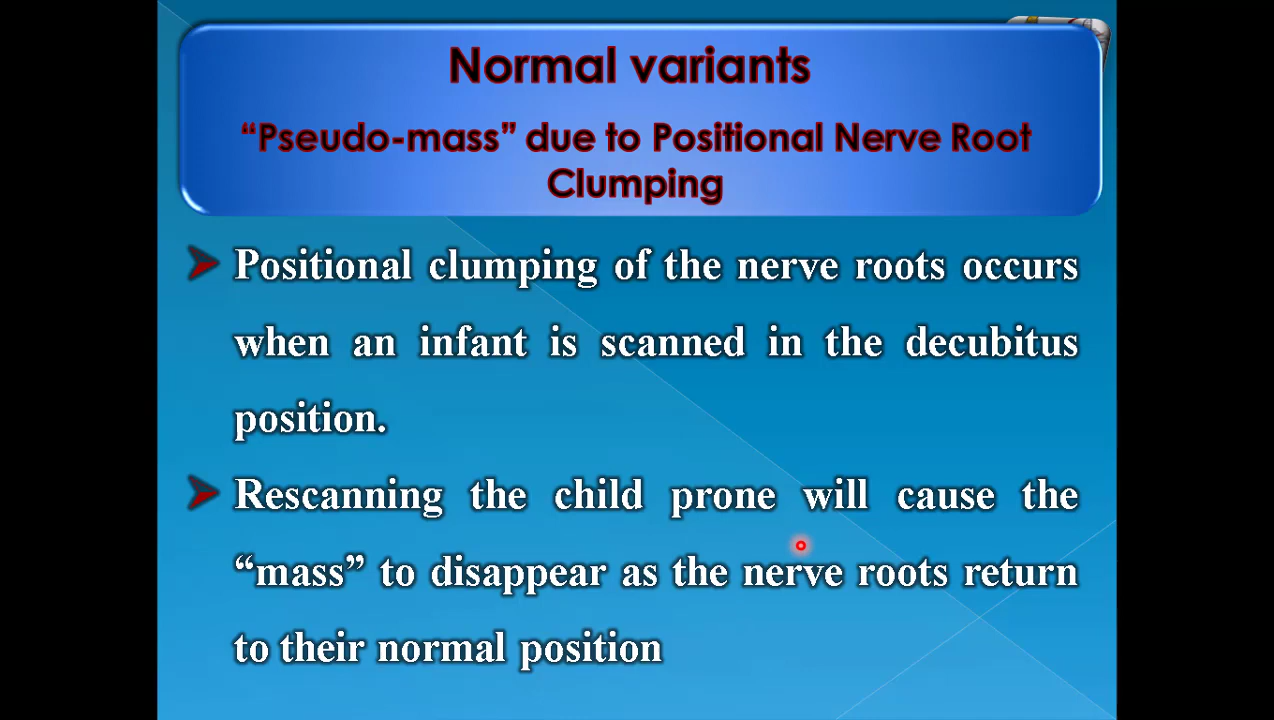 Normal variants
“Pseudo-mass” due to Positional Nerve Root
Clumping
Positional clumping of the nerve roots occurs
when an infant is scanned in the decubitus
position.
Rescanning the child prone will cause the
“mass” to disappear as the nerve roots return
to their normal position